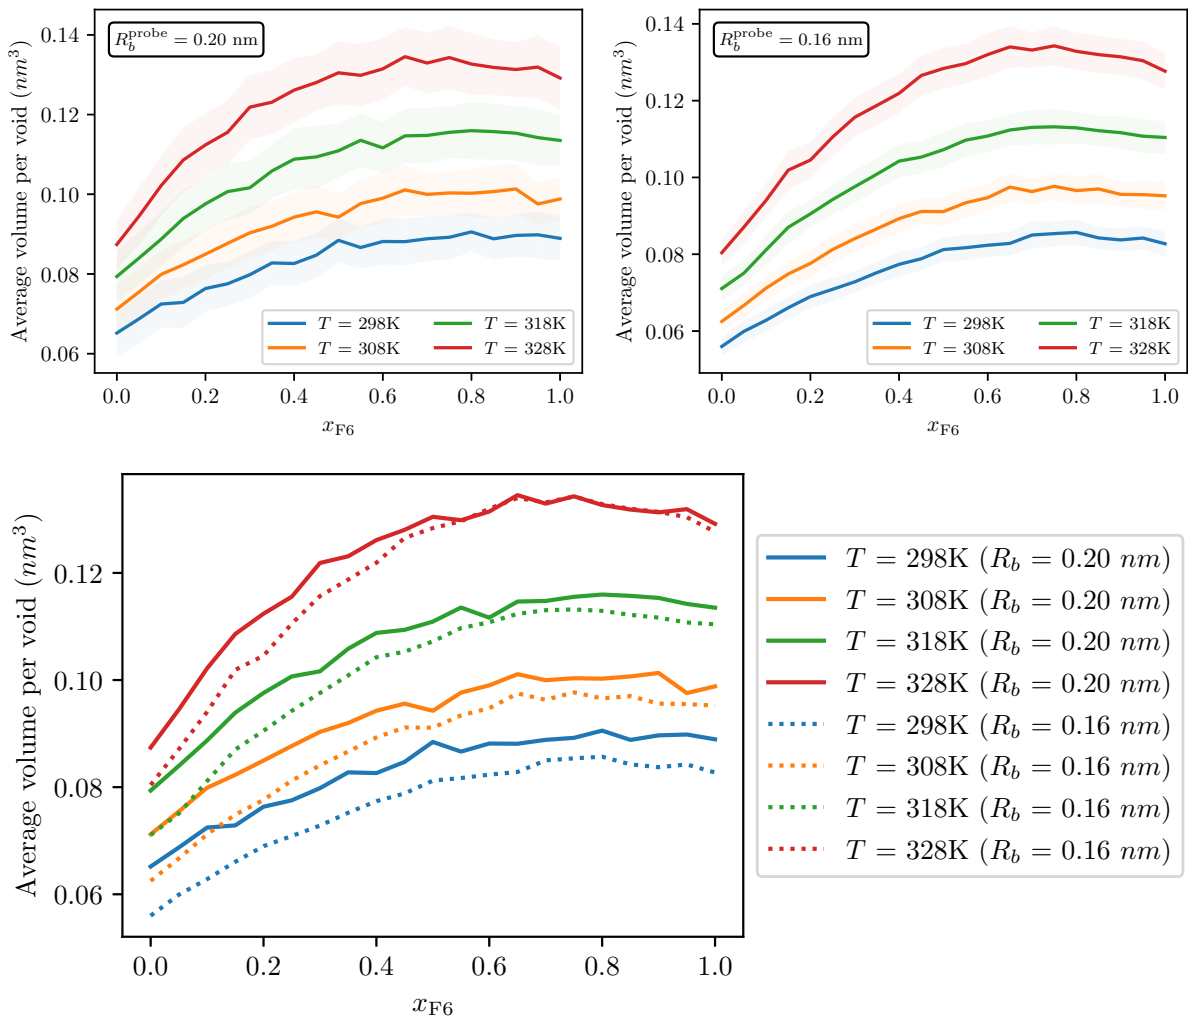 R_b^probe = 0.20 nm
Average volume per void (nm³)
0.14
0.12
0.10
0.08
0.06
T = 298K
T = 308K
T = 318K
T = 328K
0.0 0.2 0.4 0.6 0.8 1.0
x_F6
R_b^probe = 0.16 nm
Average volume per void (nm³)
0.14
0.12
0.10
0.08
0.06
T = 298K
T = 308K
T = 318K
T = 328K
0.0 0.2 0.4 0.6 0.8 1.0
x_F6
Average volume per void (nm³)
0.12
0.10
0.08
0.06
0.0 0.2 0.4 0.6 0.8 1.0
x_F6
T = 298K (R_b = 0.20 nm)
T = 308K (R_b = 0.20 nm)
T = 318K (R_b = 0.20 nm)
T = 328K (R_b = 0.20 nm)
T = 298K (R_b = 0.16 nm)
T = 308K (R_b = 0.16 nm)
T = 318K (R_b = 0.16 nm)
T = 328K (R_b = 0.16 nm)